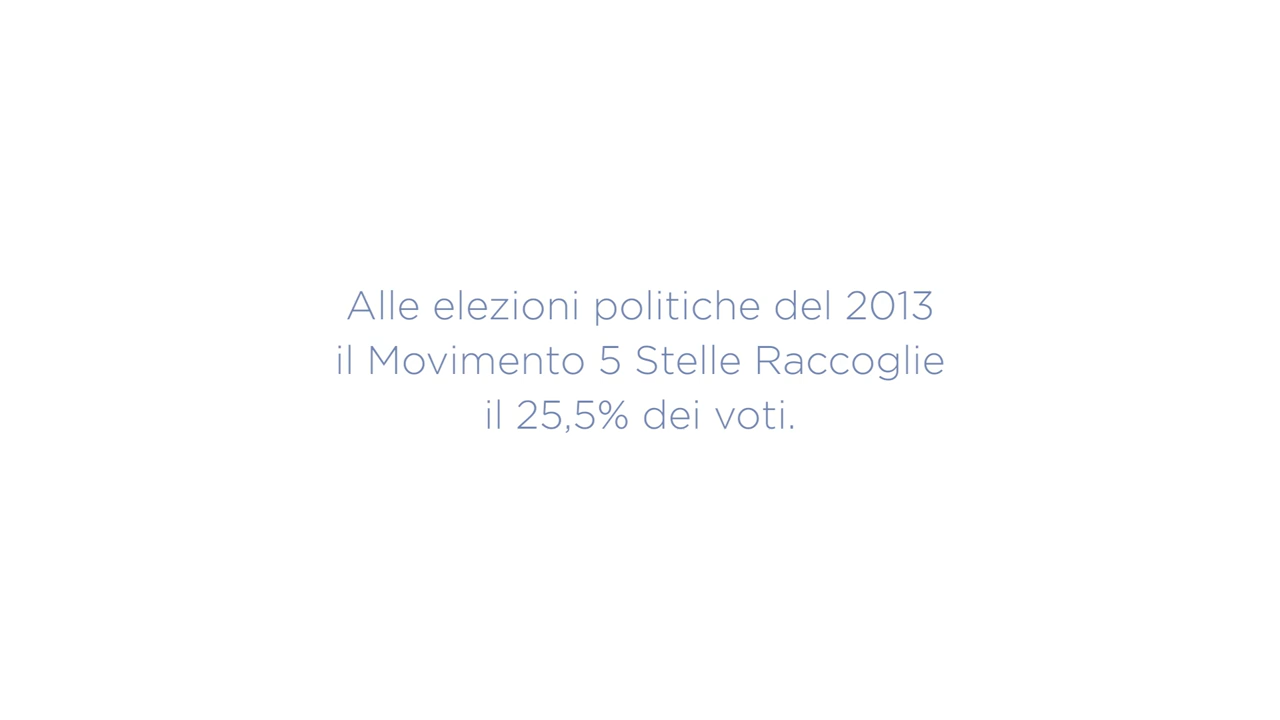 Alle elezioni politiche del 2013
il Movimento 5 Stelle Raccoglie
il 25,5% dei voti.